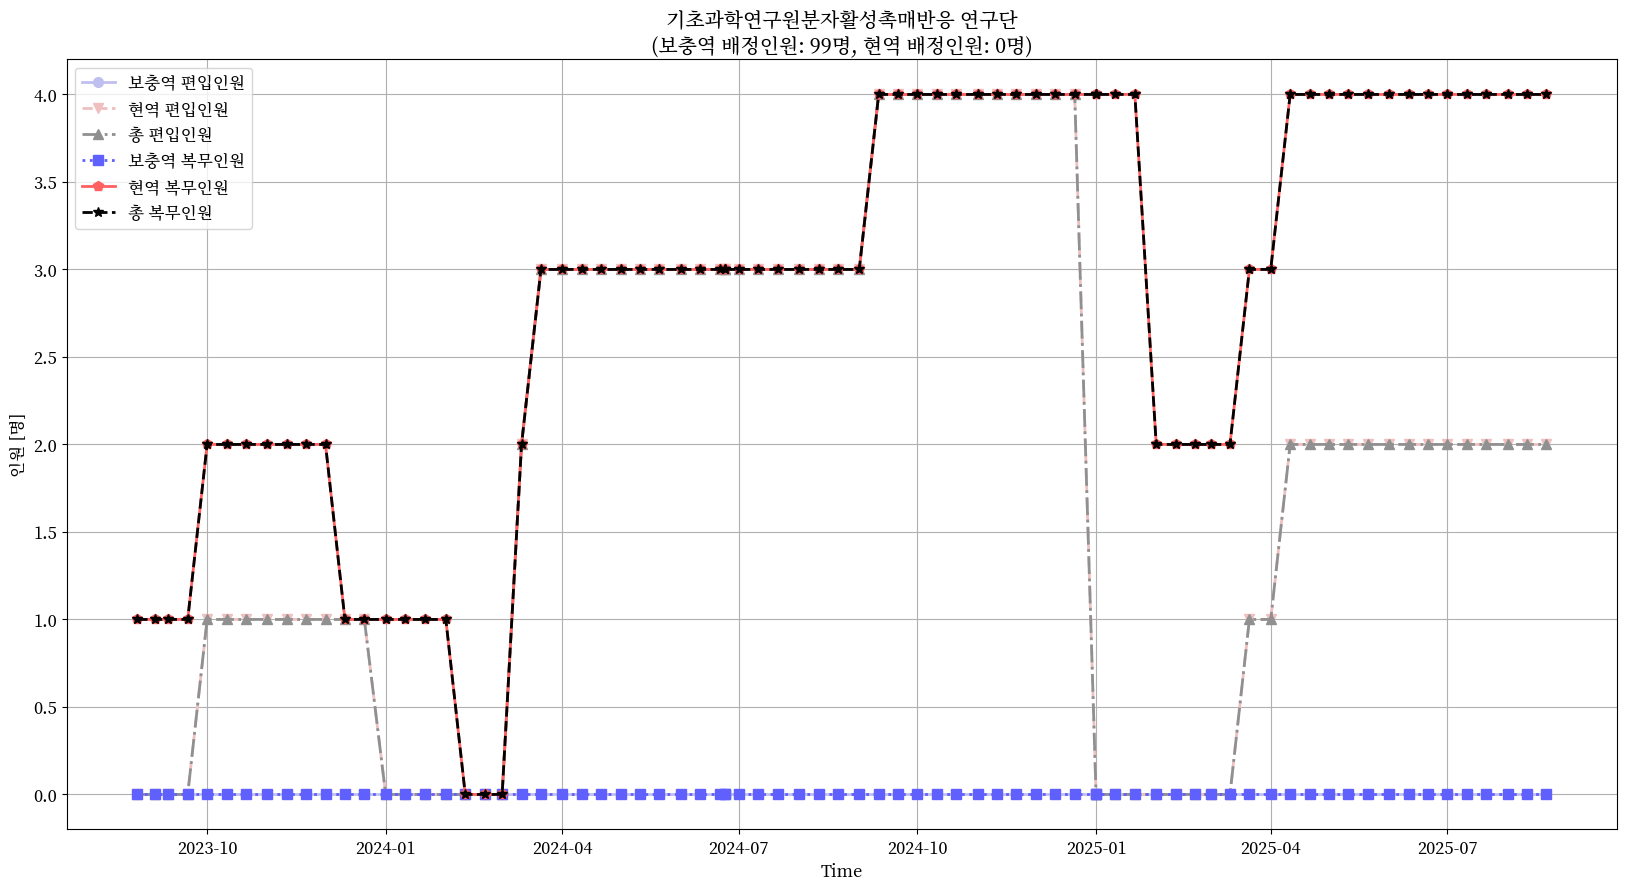 기초과학연구원분자활성촉매반응 연구단
(보충역 배정인원: 99명, 현역 배정인원: 0명)
보충역 편입인원
현역 편입인원
총 편입인원
보충역 복무인원
현역 복무인원
총 복무인원
4.0
3.5
3.0
2.5
2.0
1.5
1.0
0.5
0.0
인원 [명]
2023-10 2024-01 2024-04 2024-07 2024-10 2025-01 2025-04 2025-07
Time